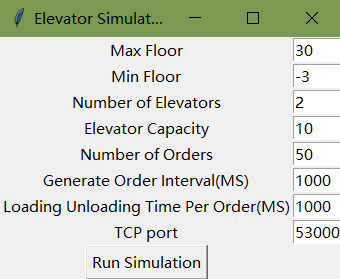 Elevator Simulat...
Max Floor 30
Min Floor -3
Number of Elevators 2
Elevator Capacity 10
Number of Orders 50
Generate Order Interval(MS) 1000
Loading Unloading Time Per Order(MS) 1000
TCP port 53000
Run Simulation